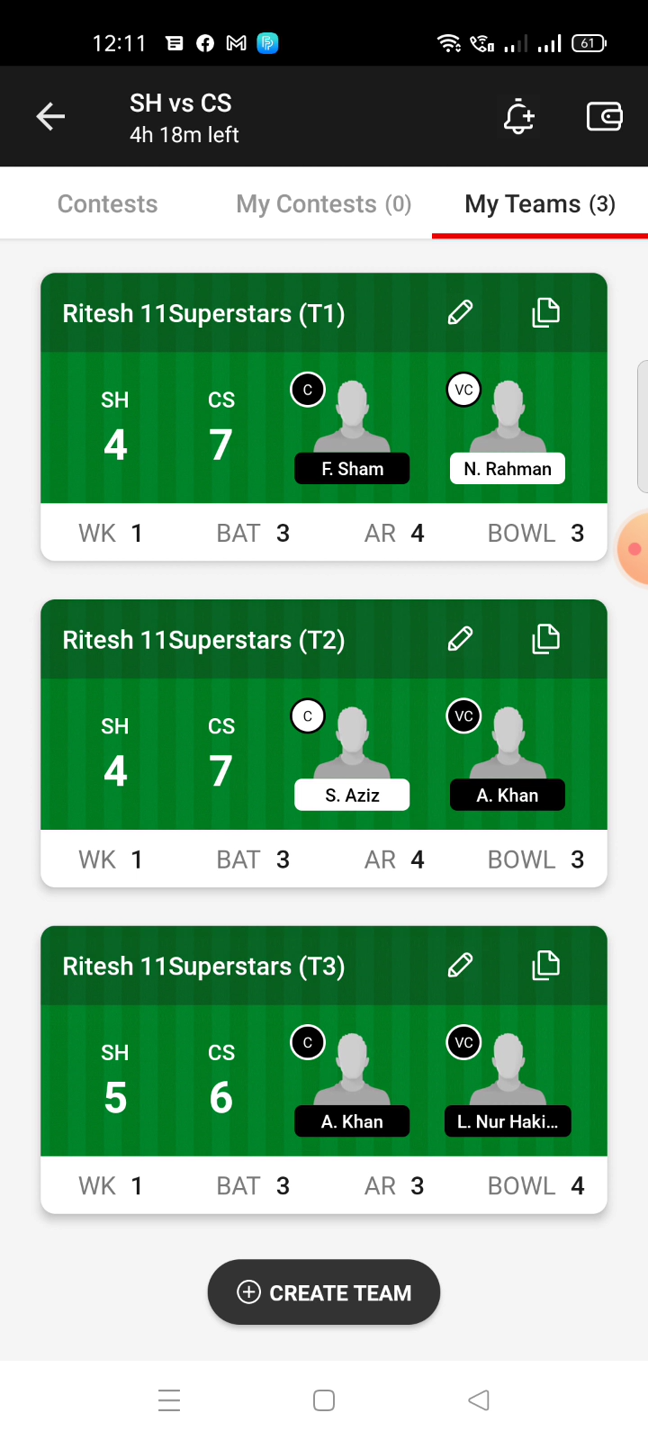 12:11 61
SH vs CS
4h 18m left
Contests My Contests (0) My Teams (3)
Ritesh 11Superstars (T1)
SH CS C VC
4 7
F. Sham N. Rahman
WK 1 BAT 3 AR 4 BOWL 3
Ritesh 11Superstars (T2)
SH CS C VC
4 7
S. Aziz A. Khan
WK 1 BAT 3 AR 4 BOWL 3
Ritesh 11Superstars (T3)
SH CS C VC
5 6
A. Khan L. Nur Haki...
WK 1 BAT 3 AR 3 BOWL 4
CREATE TEAM